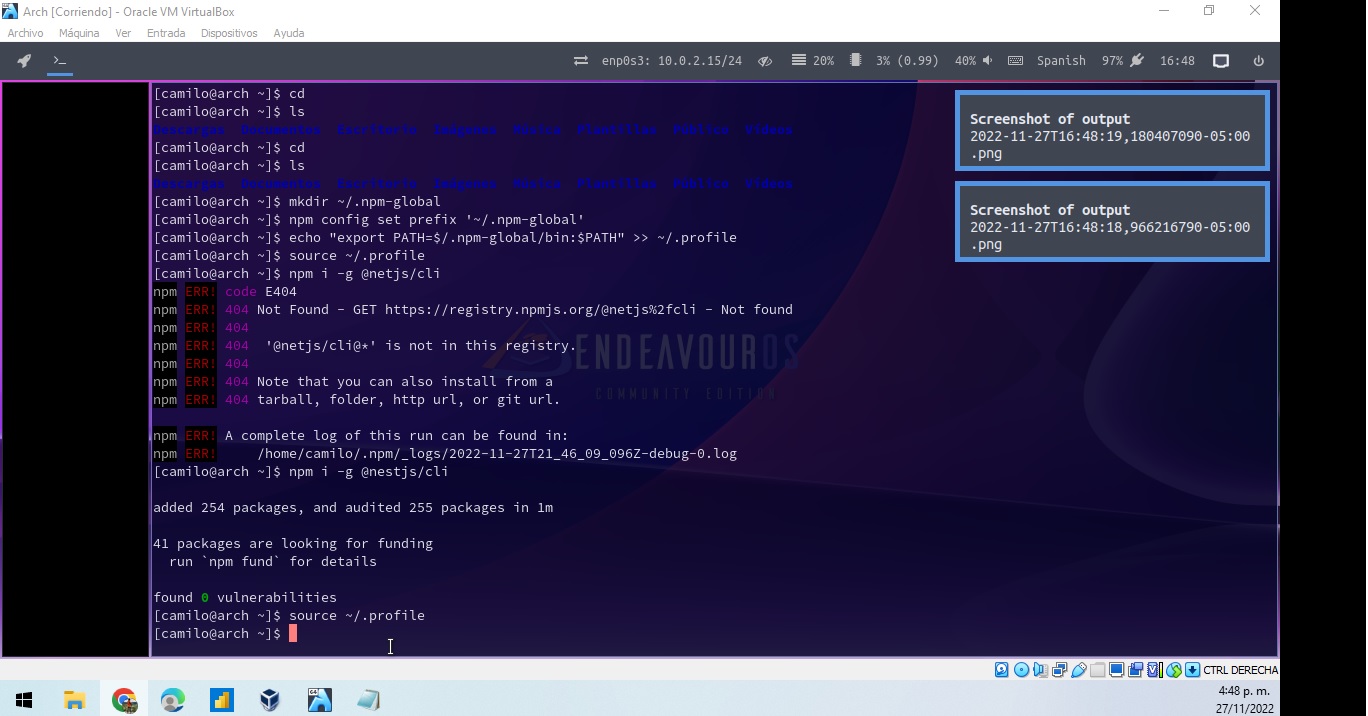 Arch [Corriendo] - Oracle VM VirtualBox
Archivo Máquina Ver Entrada Dispositivos Ayuda
>_ enp0s3: 10.0.2.15/24 20% 3% (0.99) 40% Spanish 97% 16:48
[camilo@arch ~]$ cd
[camilo@arch ~]$ ls
Descargas Documentos Escritorio Imágenes Música Plantillas Público Vídeos
[camilo@arch ~]$ cd
[camilo@arch ~]$ ls
Descargas Documentos Escritorio Imágenes Música Plantillas Público Vídeos
[camilo@arch ~]$ mkdir ~/.npm-global
[camilo@arch ~]$ npm config set prefix '~/.npm-global'
[camilo@arch ~]$ echo "export PATH=$/.npm-global/bin:$PATH" >> ~/.profile
[camilo@arch ~]$ source ~/.profile
[camilo@arch ~]$ npm i -g @netjs/cli
npm ERR! code E404
npm ERR! 404 Not Found - GET https://registry.npmjs.org/@netjs%2fcli - Not found
npm ERR! 404
npm ERR! 404  '@netjs/cli@*' is not in this registry.
npm ERR! 404
npm ERR! 404 Note that you can also install from a
npm ERR! 404 tarball, folder, http url, or git url.
npm ERR! A complete log of this run can be found in:
npm ERR!     /home/camilo/.npm/_logs/2022-11-27T21_46_09_096Z-debug-0.log
[camilo@arch ~]$ npm i -g @nestjs/cli
added 254 packages, and audited 255 packages in 1m
41 packages are looking for funding
  run `npm fund` for details
found 0 vulnerabilities
[camilo@arch ~]$ source ~/.profile
[camilo@arch ~]$
Screenshot of output
2022-11-27T16:48:19,180407090-05:00
.png
Screenshot of output
2022-11-27T16:48:18,966216790-05:00
.png
ENDEAVOUROS
COMMUNITY EDITION
CTRL DERECHA
4:48 p. m.
27/11/2022